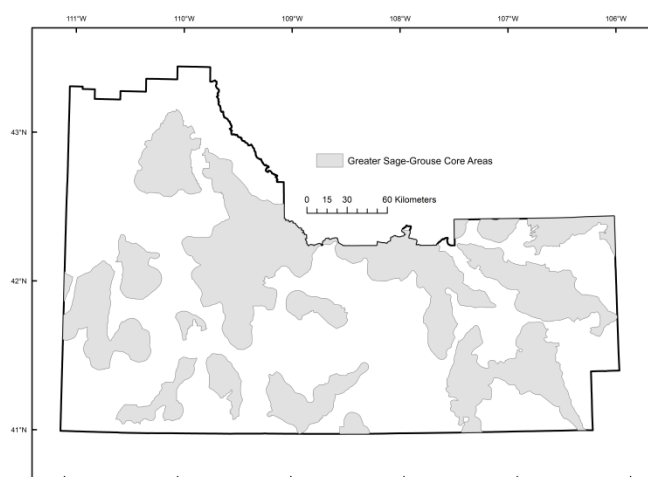 111°W 110°W 109°W 108°W 107°W 106°W
43°N
Greater Sage-Grouse Core Areas
0 15 30 60 Kilometers
42°N
41°N